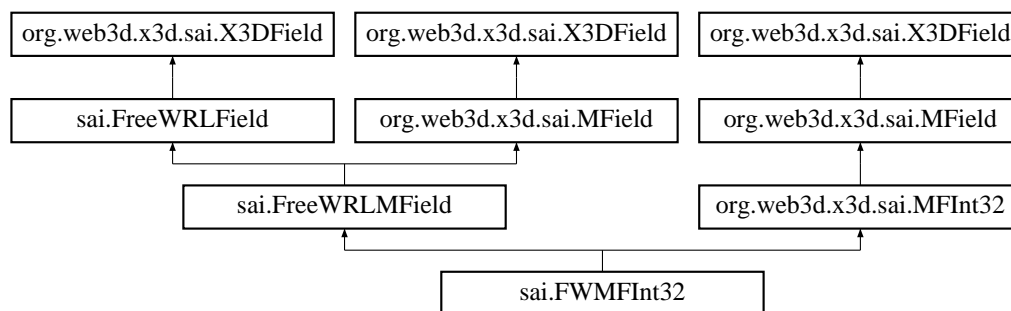 org.web3d.x3d.sai.X3DField org.web3d.x3d.sai.X3DField org.web3d.x3d.sai.X3DField
sai.FreeWRLField org.web3d.x3d.sai.MField org.web3d.x3d.sai.MField
sai.FreeWRLMField org.web3d.x3d.sai.MFInt32
sai.FWMFInt32